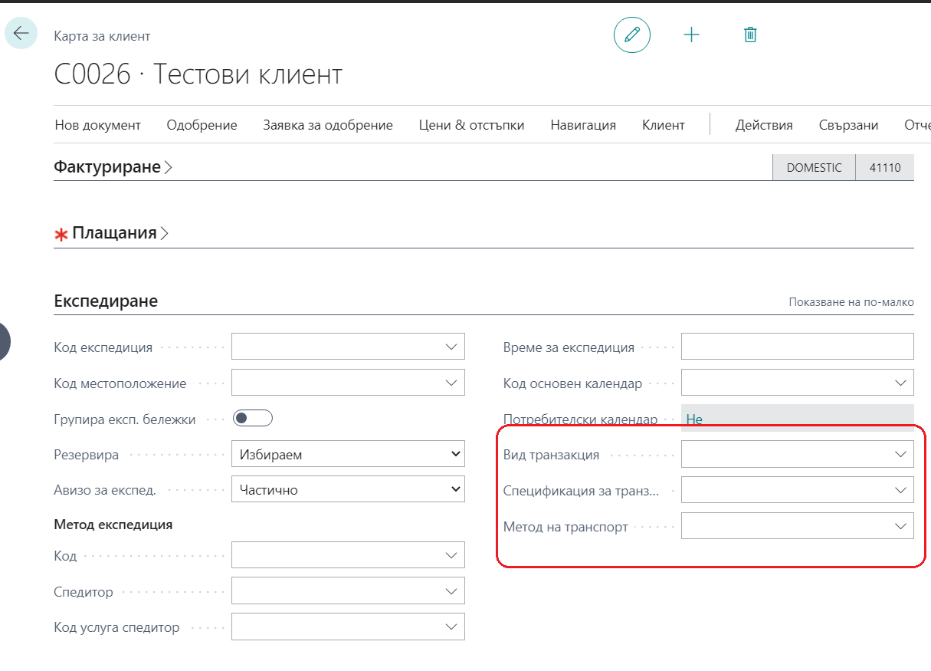 Карта за клиент
C0026 · Тестови клиент
Нов документ Одобрение Заявка за одобрение Цени & отстъпки Навигация Клиент Действия Свързани Отче
Фактуриране DOMESTIC 41110
Плащания
Експедиране Показване на по-малко
Код експедиция
Код местоположение
Групира експ. бележки
Резервира Избираем
Авизо за експед. Частично
Метод експедиция
Код
Спедитор
Код услуга спедитор
Време за експедиция
Код основен календар
Потребителски календар Не
Вид транзакция
Спецификация за транз...
Метод на транспорт